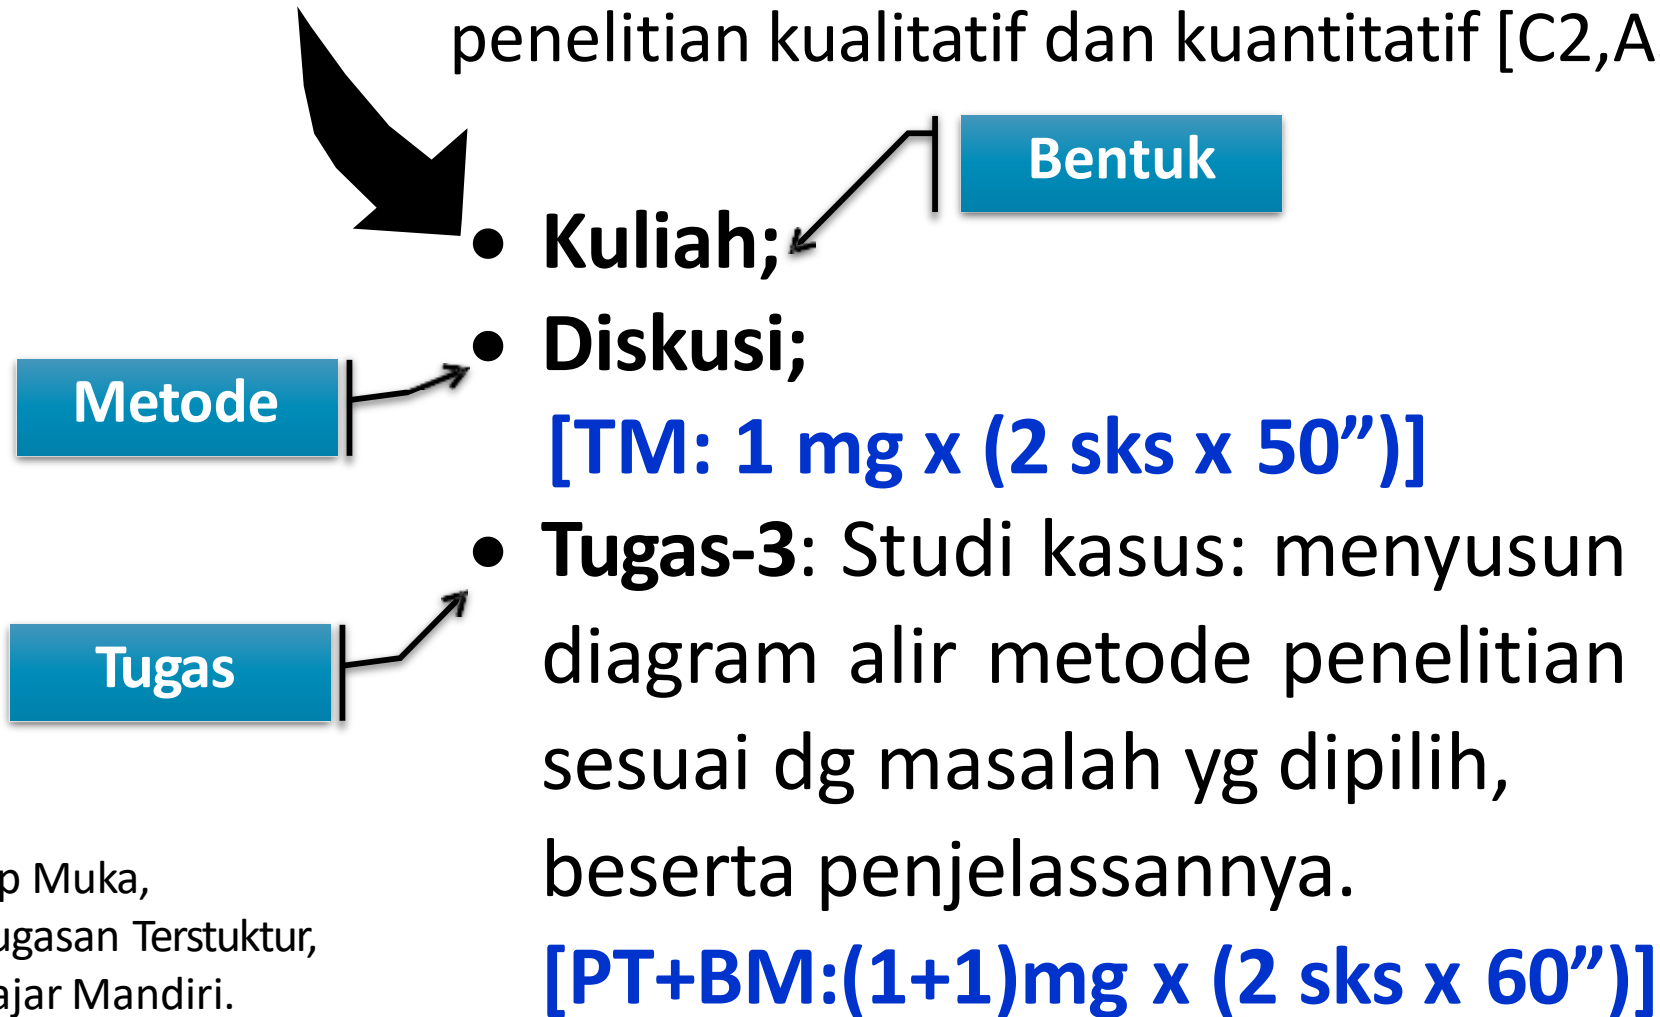 penelitian kualitatif dan kuantitatif [C2,A
Bentuk
• Kuliah;
• Diskusi;
Metode
[TM: 1 mg x (2 sks x 50”)]
• Tugas-3: Studi kasus: menyusun
Tugas
diagram alir metode penelitian
sesuai dg masalah yg dipilih,
beserta penjelassannya.
[PT+BM:(1+1)mg x (2 sks x 60”)]
p Muka,
ugasan Terstuktur,
ajar Mandiri.